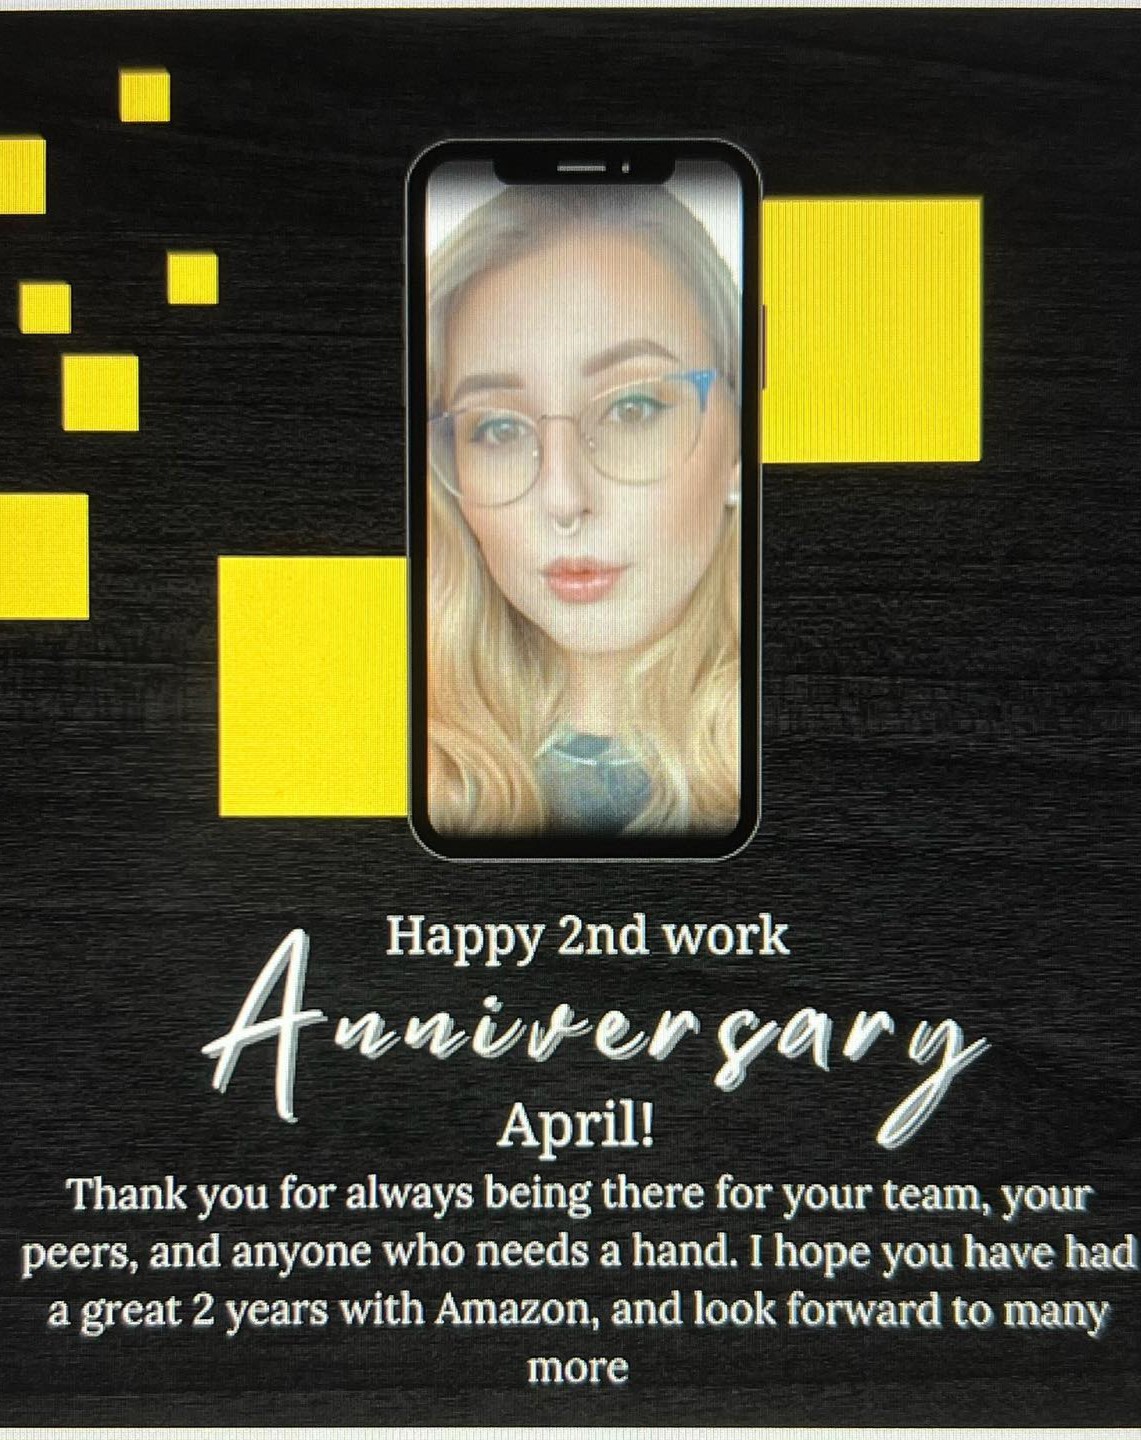 Happy 2nd work
Anniversary
April!
Thank you for always being there for your team, your
peers, and anyone who needs a hand. I hope you have had
a great 2 years with Amazon, and look forward to many
more